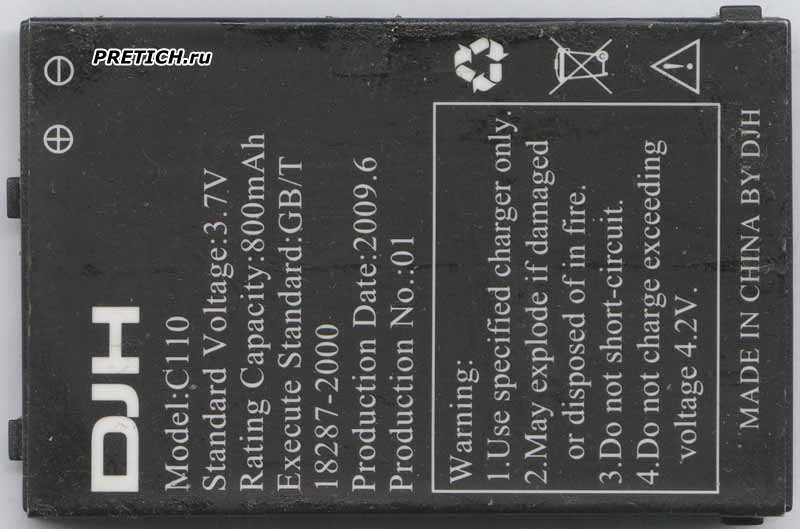 PRETICH.ru
DJH
Model:C110
Standard Voltage:3.7V
Rating Capacity:800mAh
Execute Standard:GB/T
18287-2000
Production Date:2009.6
Production No.:01
Warning:
1.Use specified charger only.
2.May explode if damaged
or disposed of in fire.
3.Do not short-circuit.
4.Do not charge exceeding
voltage 4.2V.
MADE IN CHINA BY DJH